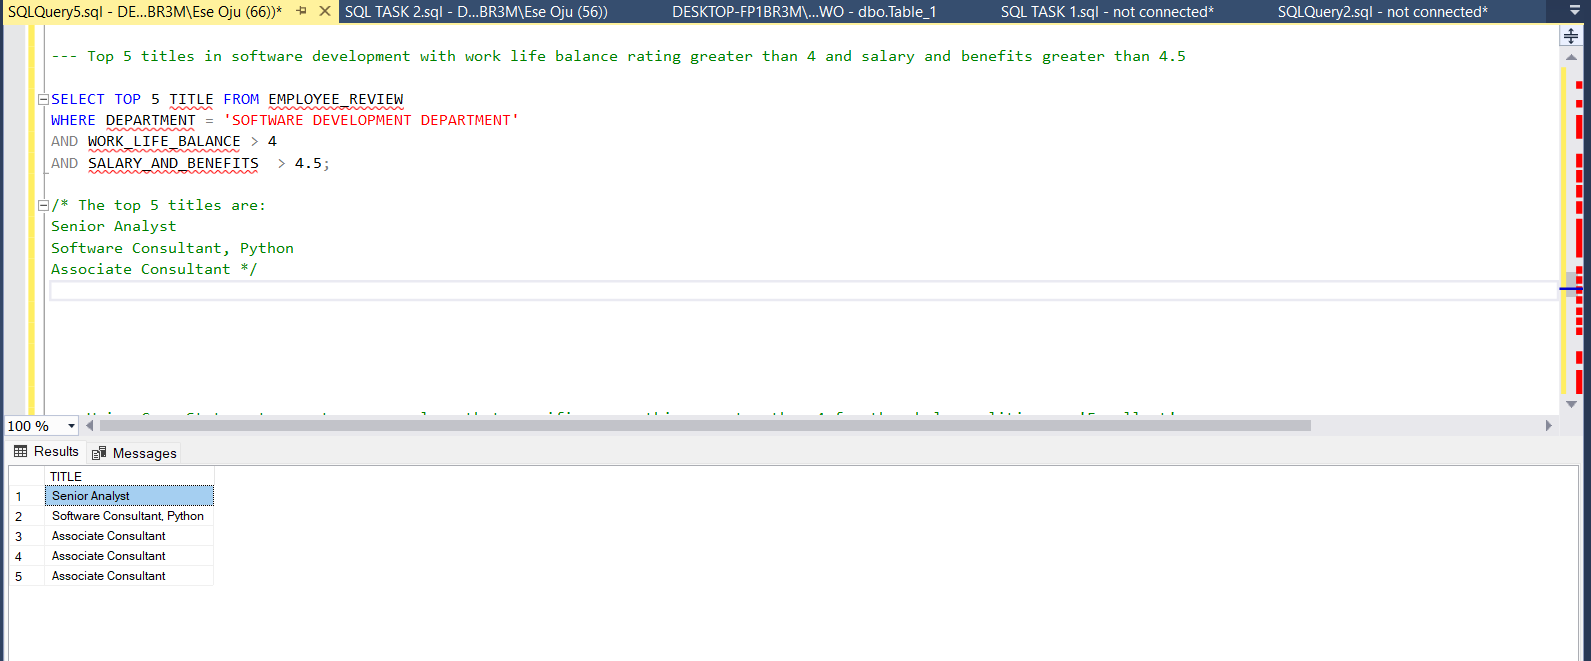 SQLQuery5.sql - DE...BR3M\Ese Oju (66))* SQL TASK 2.sql - D...BR3M\Ese Oju (56)) DESKTOP-FP1BR3M\...WO - dbo.Table_1 SQL TASK 1.sql - not connected* SQLQuery2.sql - not connected*
--- Top 5 titles in software development with work life balance rating greater than 4 and salary and benefits greater than 4.5
SELECT TOP 5 TITLE FROM EMPLOYEE_REVIEW
WHERE DEPARTMENT = 'SOFTWARE DEVELOPMENT DEPARTMENT'
AND WORK_LIFE_BALANCE > 4
AND SALARY_AND_BENEFITS  > 4.5;
/* The top 5 titles are:
Senior Analyst
Software Consultant, Python
Associate Consultant */
100 %
Results Messages
TITLE
1 Senior Analyst
2 Software Consultant, Python
3 Associate Consultant
4 Associate Consultant
5 Associate Consultant